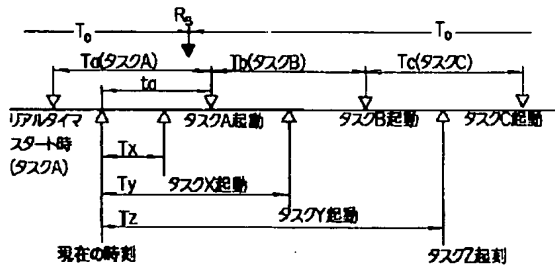 Rs
To To
Ta(タスクA) Tb(タスクB) Tc(タスクC)
ta
リアルタイマ タスクA起動 タスクB起動 タスクC起動
スタート時
(タスクA)
Tx
Ty タスクX起動
タスクY起動
Tz
現在の時刻 タスクZ起刻